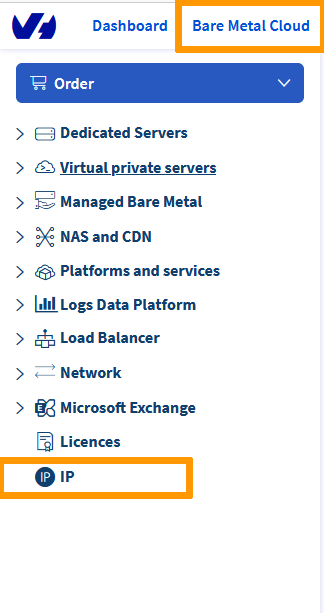 Dashboard
Bare Metal Cloud
Order
Dedicated Servers
Virtual private servers
Managed Bare Metal
NAS and CDN
Platforms and services
Logs Data Platform
Load Balancer
Network
Microsoft Exchange
Licences
IP IP